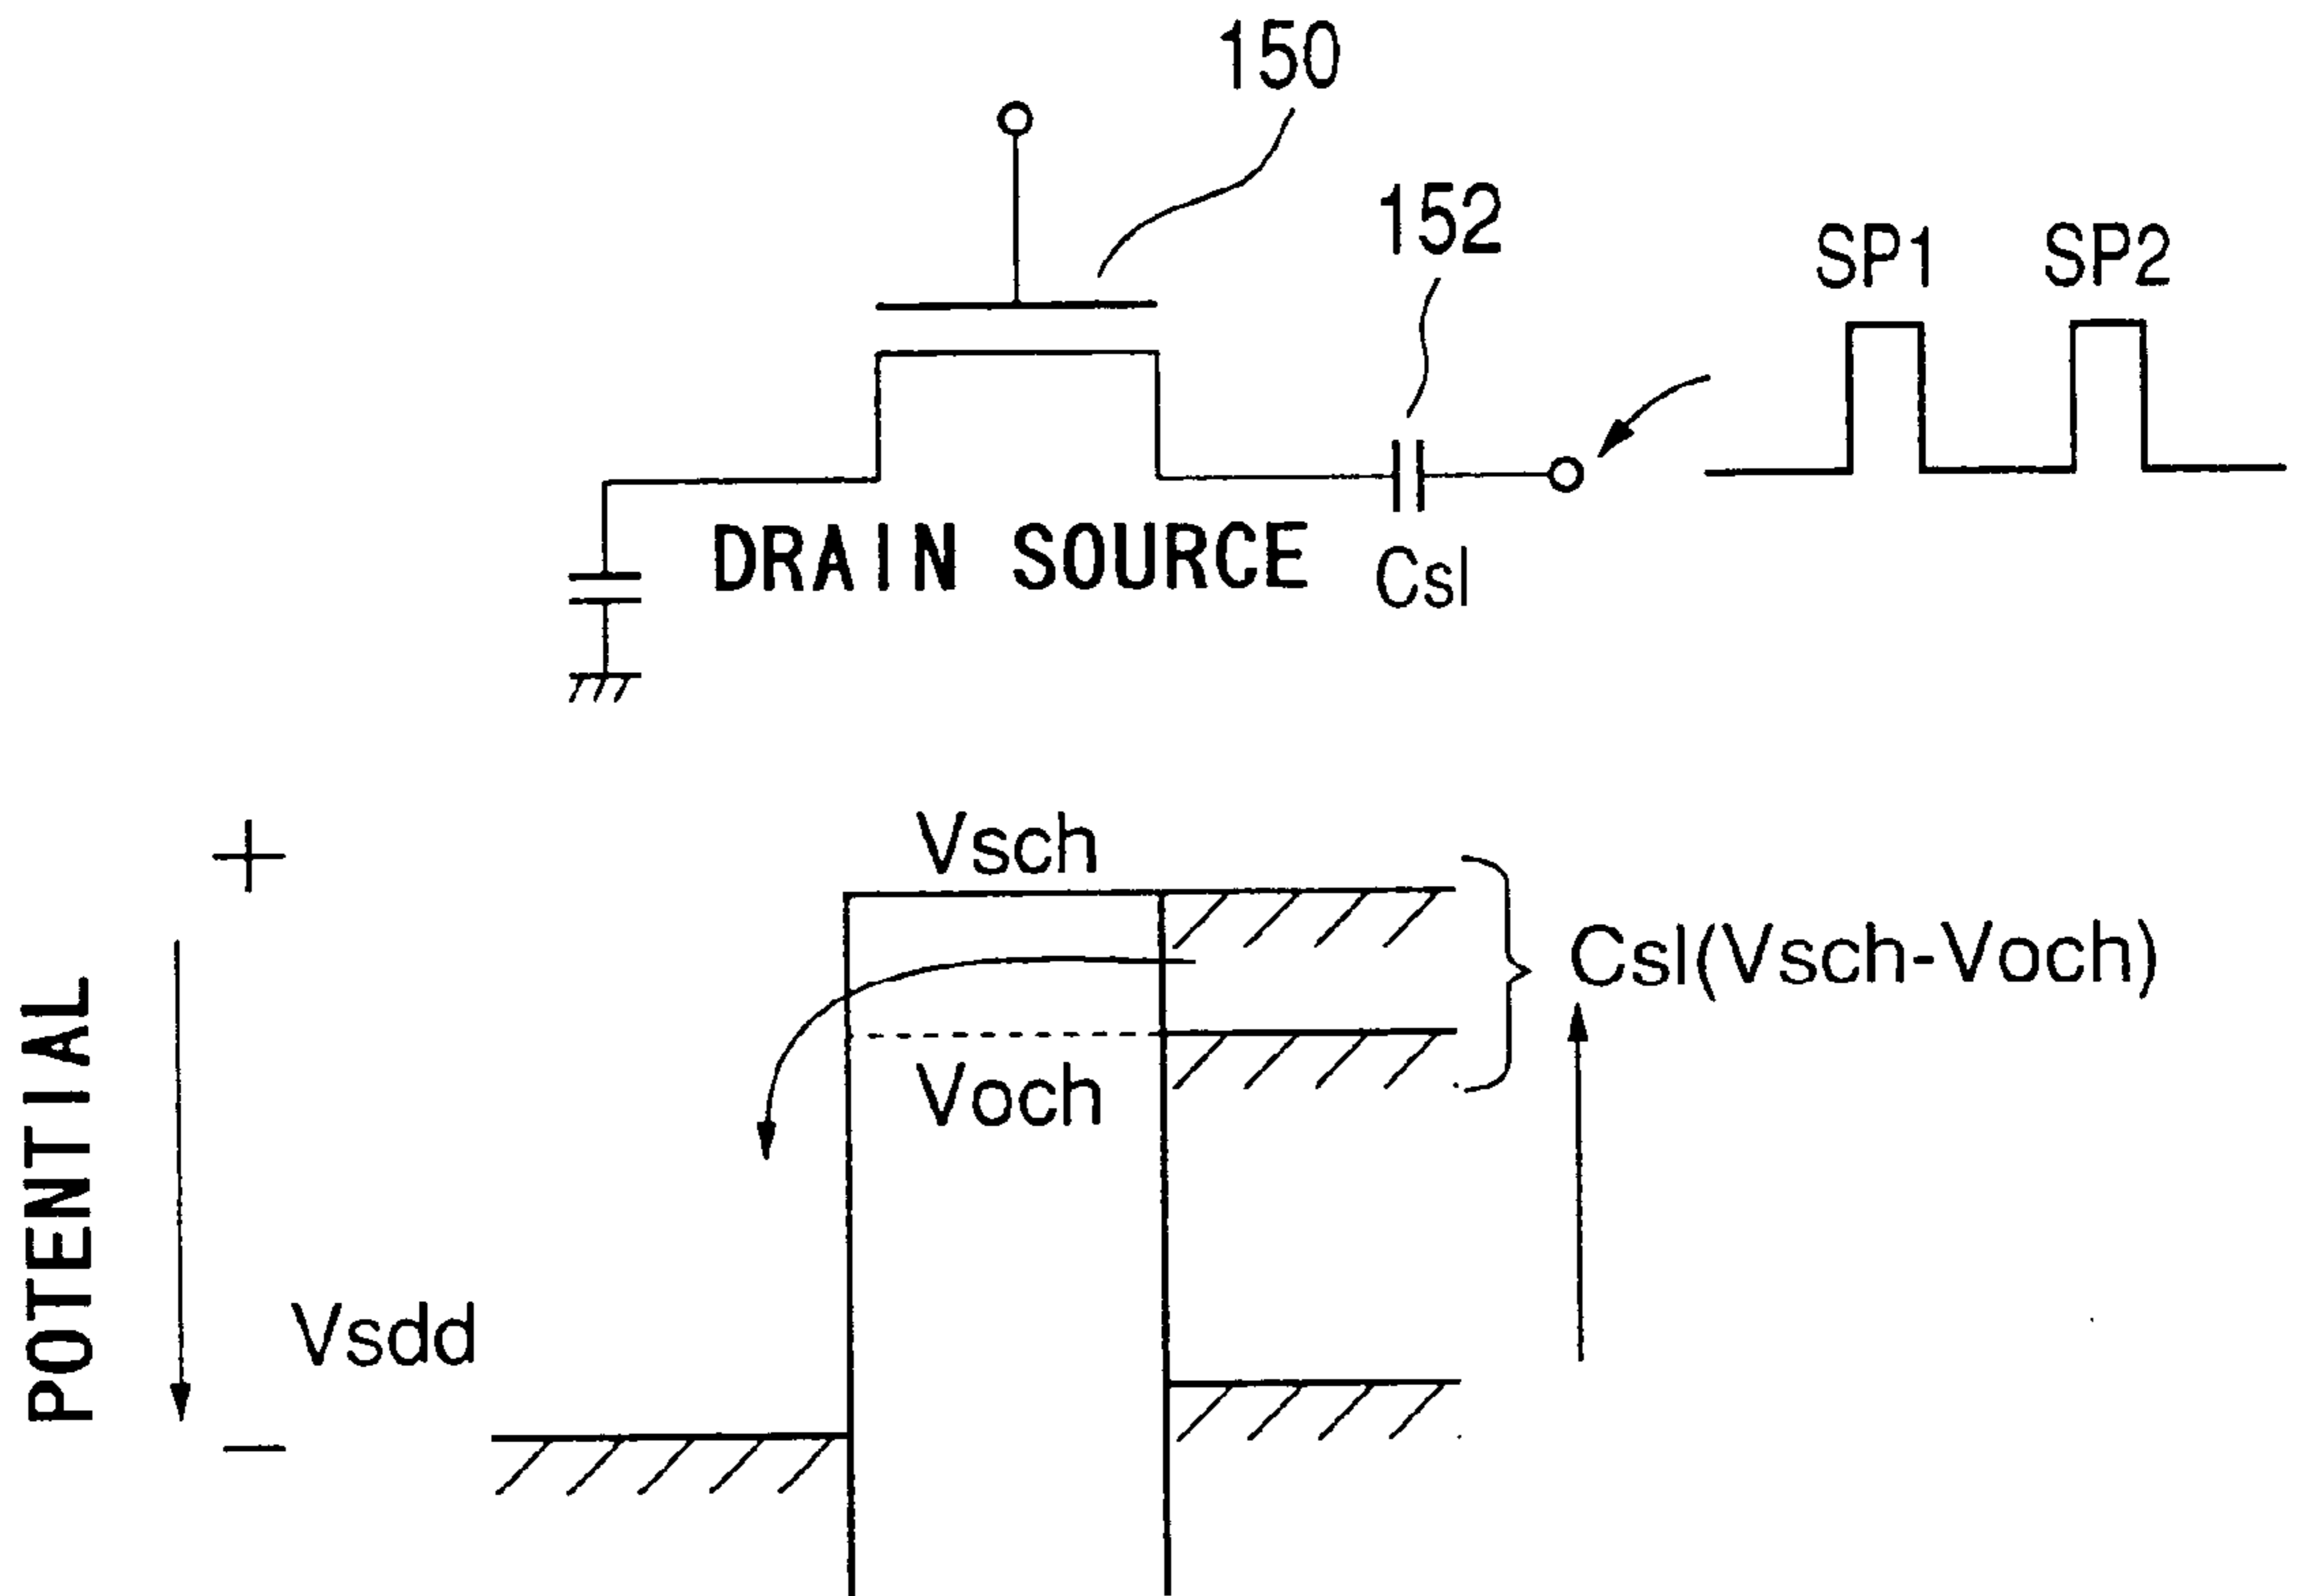 150
152
SP1 SP2
DRAIN SOURCE
Csl
+
Vsch
Csl(Vsch-Voch)
Voch
POTENTIAL
Vsdd
−